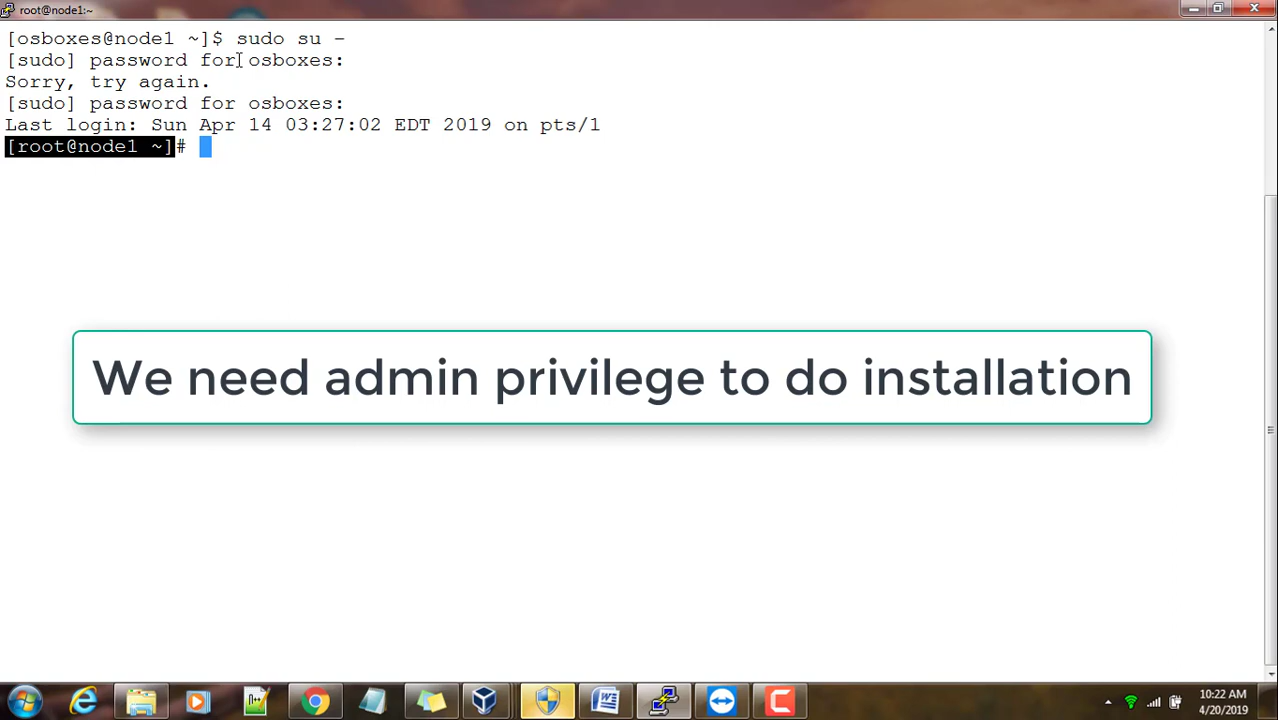 root@node1:~
[osboxes@node1 ~]$ sudo su -
[sudo] password for osboxes:
Sorry, try again.
[sudo] password for osboxes:
Last login: Sun Apr 14 03:27:02 EDT 2019 on pts/1
[root@node1 ~]#
We need admin privilege to do installation
10:22 AM
4/20/2019